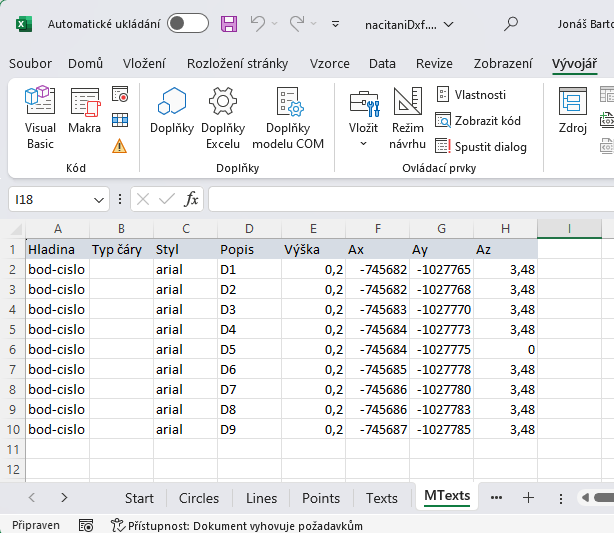 Automatické ukládání nacitaniDxf.... Jonáš Barto
Soubor Domů Vložení Rozložení stránky Vzorce Data Revize Zobrazení Vývojář
Visual Basic
Makra
Kód
Doplňky
Doplňky Excelu
Doplňky modelu COM
Doplňky
Vložit
Režim návrhu
Vlastnosti
Zobrazit kód
Spustit dialog
Ovládací prvky
Zdroj
I18 fx
A B C D E F G H I
1 Hladina Typ čáry Styl Popis Výška Ax Ay Az
2 bod-cislo arial D1 0,2 -745682 -1027765 3,48
3 bod-cislo arial D2 0,2 -745682 -1027768 3,48
4 bod-cislo arial D3 0,2 -745683 -1027770 3,48
5 bod-cislo arial D4 0,2 -745684 -1027773 3,48
6 bod-cislo arial D5 0,2 -745684 -1027775 0
7 bod-cislo arial D6 0,2 -745685 -1027778 3,48
8 bod-cislo arial D7 0,2 -745686 -1027780 3,48
9 bod-cislo arial D8 0,2 -745686 -1027783 3,48
10 bod-cislo arial D9 0,2 -745687 -1027785 3,48
11
12
Start Circles Lines Points Texts MTexts ...
Připraven Přístupnost: Dokument vyhovuje požadavkům